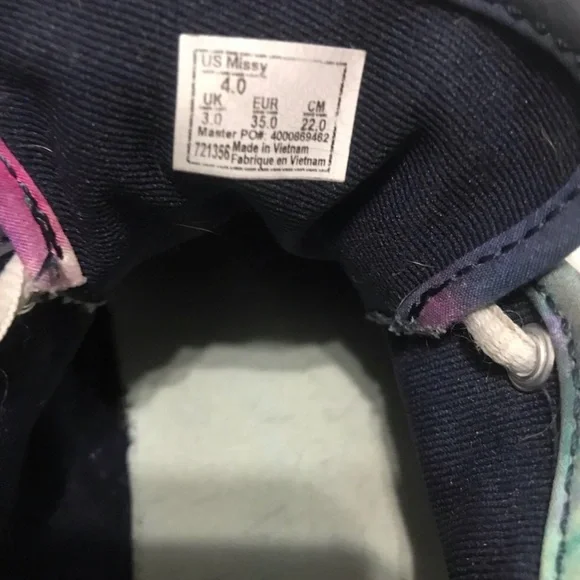 US Missy
4.0
UK EUR CM
3.0 35.0 22.0
Master PO#: 4000869462
721356 Made in Vietnam
Fabrique en Vietnam